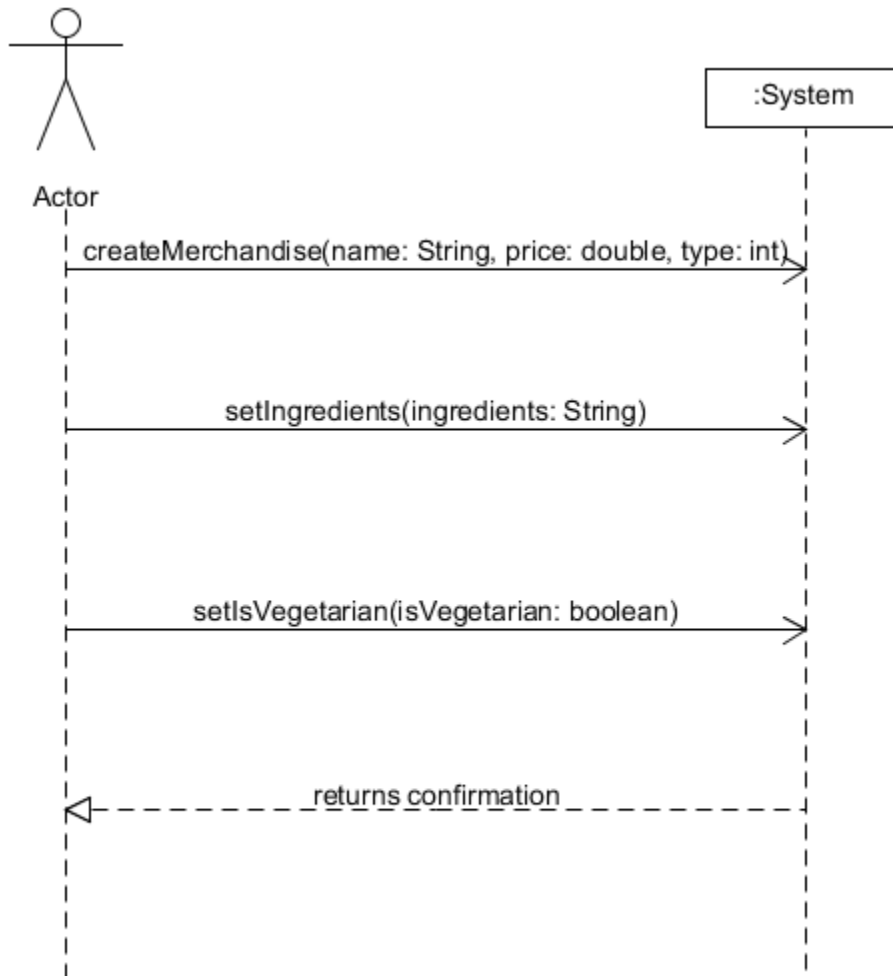 :System
Actor
createMerchandise(name: String, price: double, type: int)
setIngredients(ingredients: String)
setIsVegetarian(isVegetarian: boolean)
returns confirmation